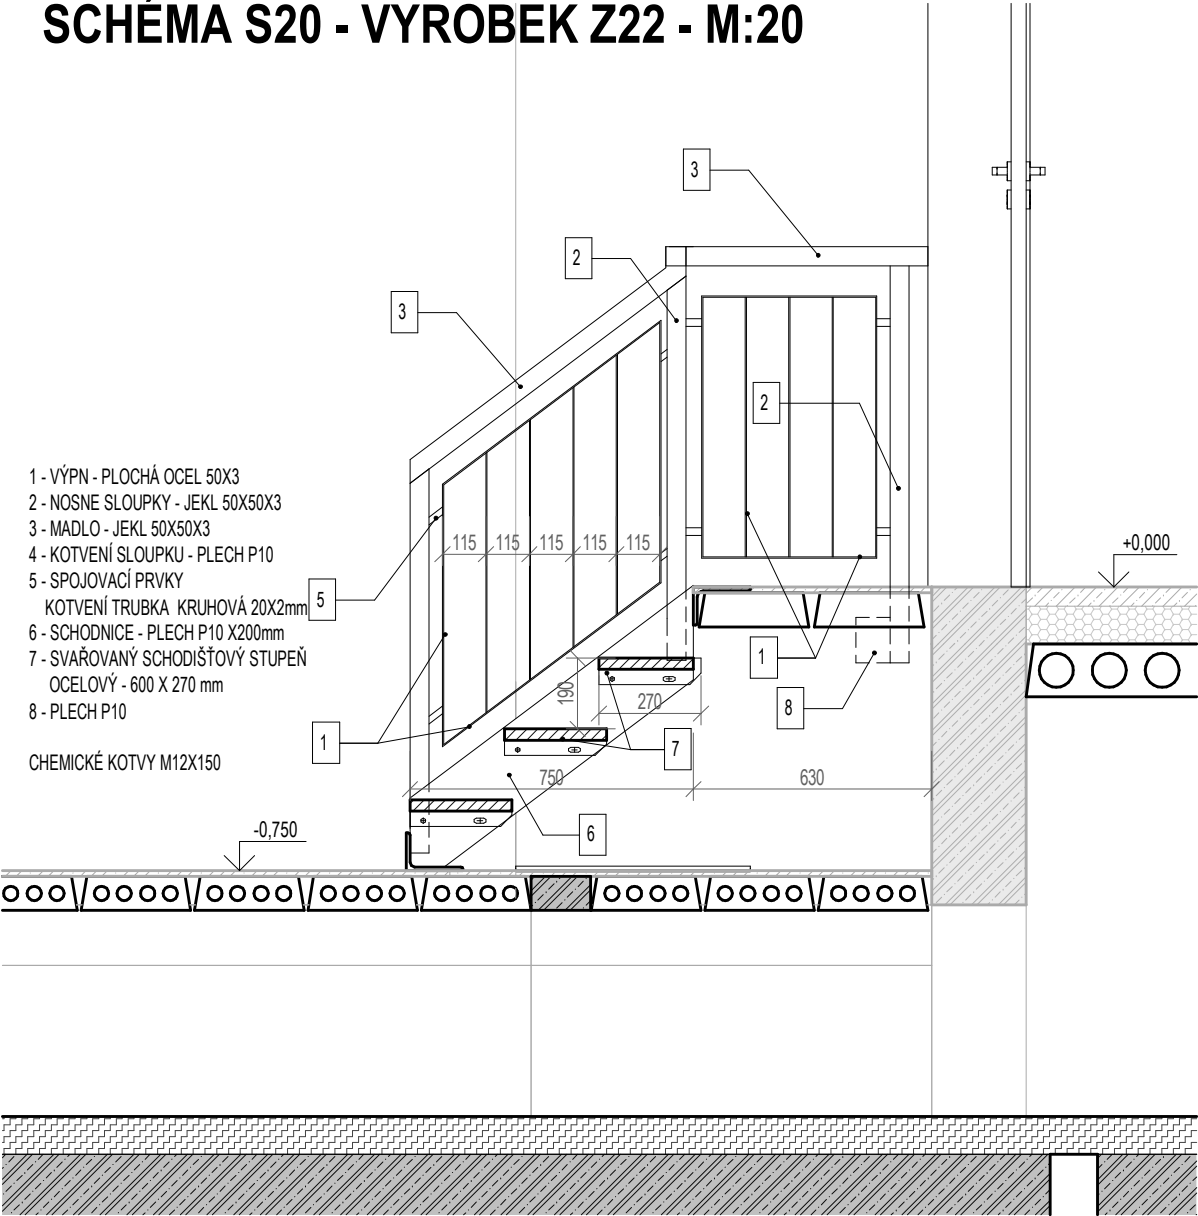 SCHÉMA S20 - VYROBEK Z22 - M:20
3
2
3
2
1 - VÝPN - PLOCHÁ OCEL 50X3
2 - NOSNE SLOUPKY - JEKL 50X50X3
3 - MADLO - JEKL 50X50X3
4 - KOTVENÍ SLOUPKU - PLECH P10
5 - SPOJOVACÍ PRVKY
KOTVENÍ TRUBKA KRUHOVÁ 20X2mm
6 - SCHODNICE - PLECH P10 X200mm
7 - SVAŘOVANÝ SCHODIŠŤOVÝ STUPEŇ
OCELOVÝ - 600 X 270 mm
8 - PLECH P10
CHEMICKÉ KOTVY M12X150
115 115 115 115 115
+0,000
5
1
190
270
8
1
7
750
630
6
-0,750